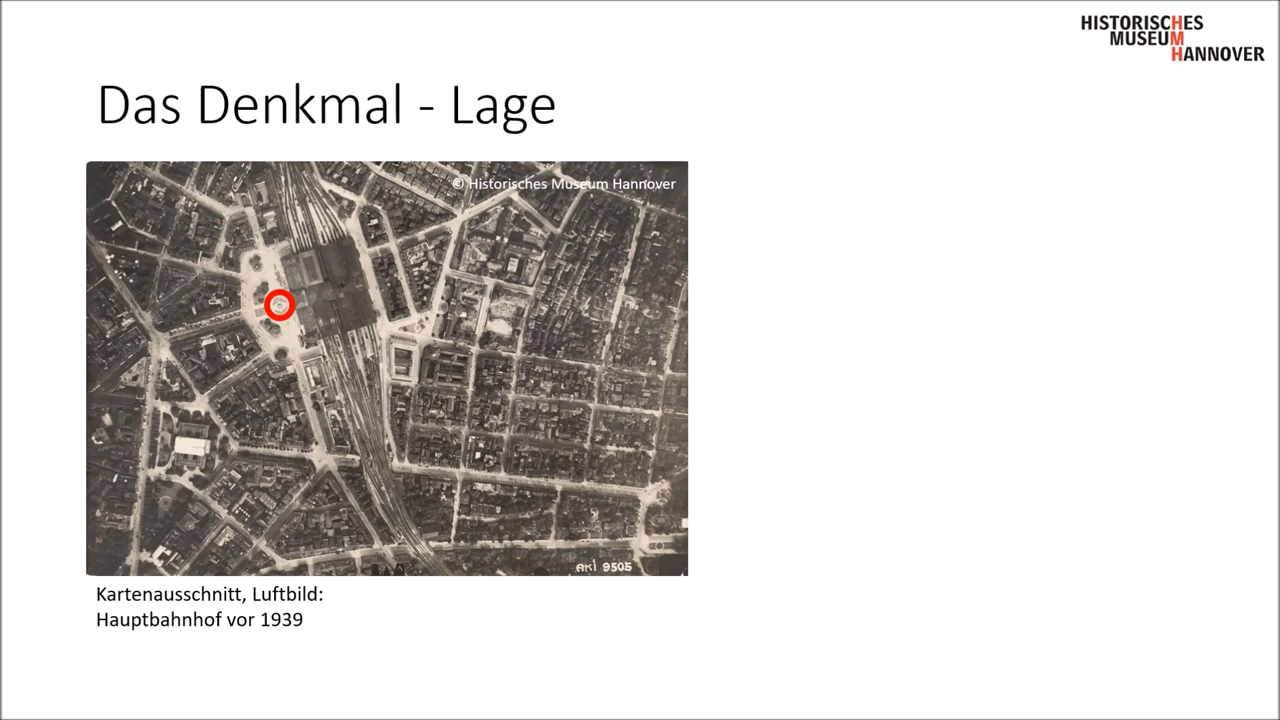 HISTORISCHES
MUSEUM
HANNOVER
Das Denkmal - Lage
© Historisches Museum Hannover
AKI 9505
Kartenausschnitt, Luftbild:
Hauptbahnhof vor 1939